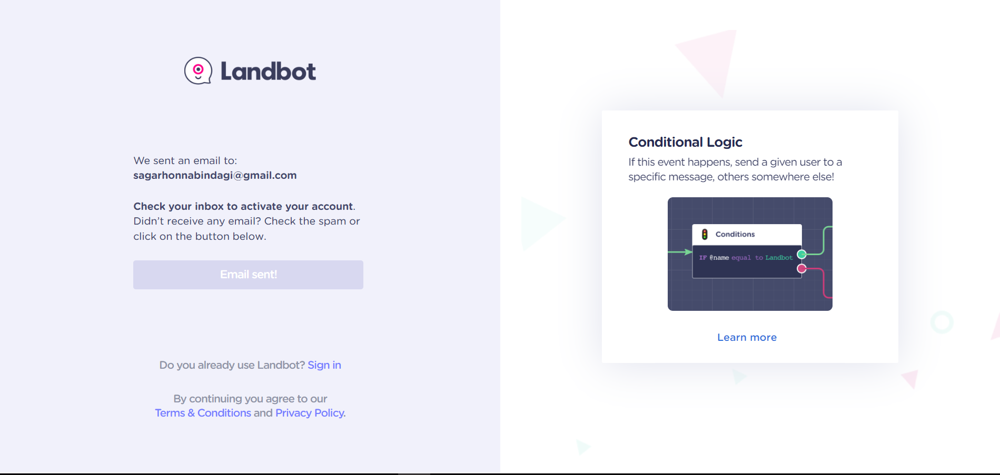 Landbot
We sent an email to:
sagarhonnabindagi@gmail.com
Check your inbox to activate your account.
Didn’t receive any email? Check the spam or
click on the button below.
Email sent!
Do you already use Landbot? Sign in
By continuing you agree to our
Terms & Conditions and Privacy Policy.
Conditional Logic
If this event happens, send a given user to a
specific message, others somewhere else!
Conditions
IF @name equal to Landbot
Learn more